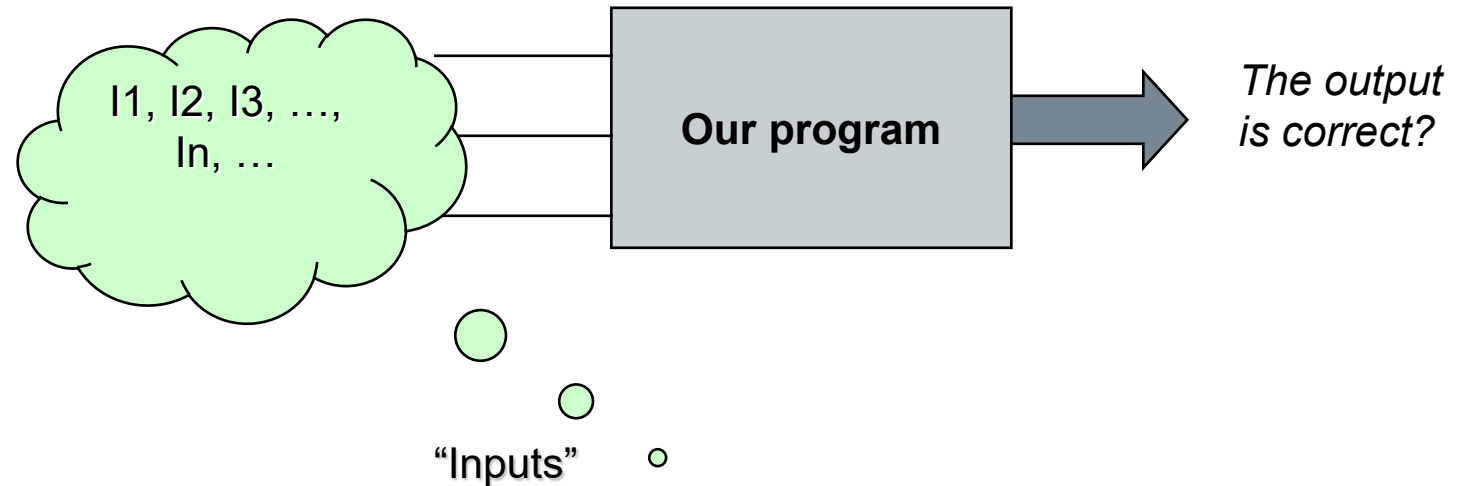 I1, I2, I3, …,
In, …
Our program
The output
is correct?
“Inputs”